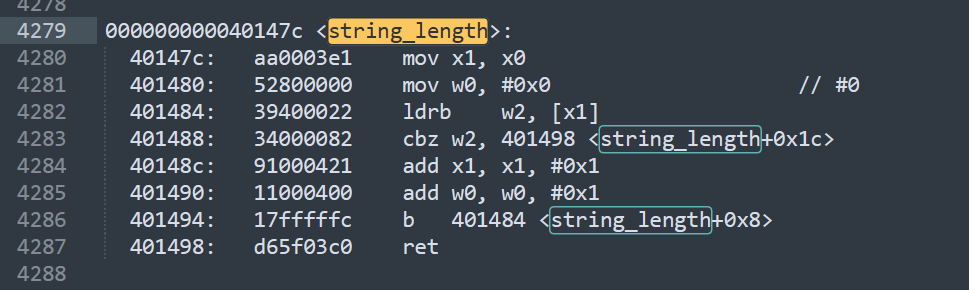 4278
4279 000000000040147c <string_length>:
4280 40147c: aa0003e1 mov x1, x0
4281 401480: 52800000 mov w0, #0x0 // #0
4282 401484: 39400022 ldrb w2, [x1]
4283 401488: 34000082 cbz w2, 401498 <string_length+0x1c>
4284 40148c: 91000421 add x1, x1, #0x1
4285 401490: 11000400 add w0, w0, #0x1
4286 401494: 17fffffc b 401484 <string_length+0x8>
4287 401498: d65f03c0 ret
4288